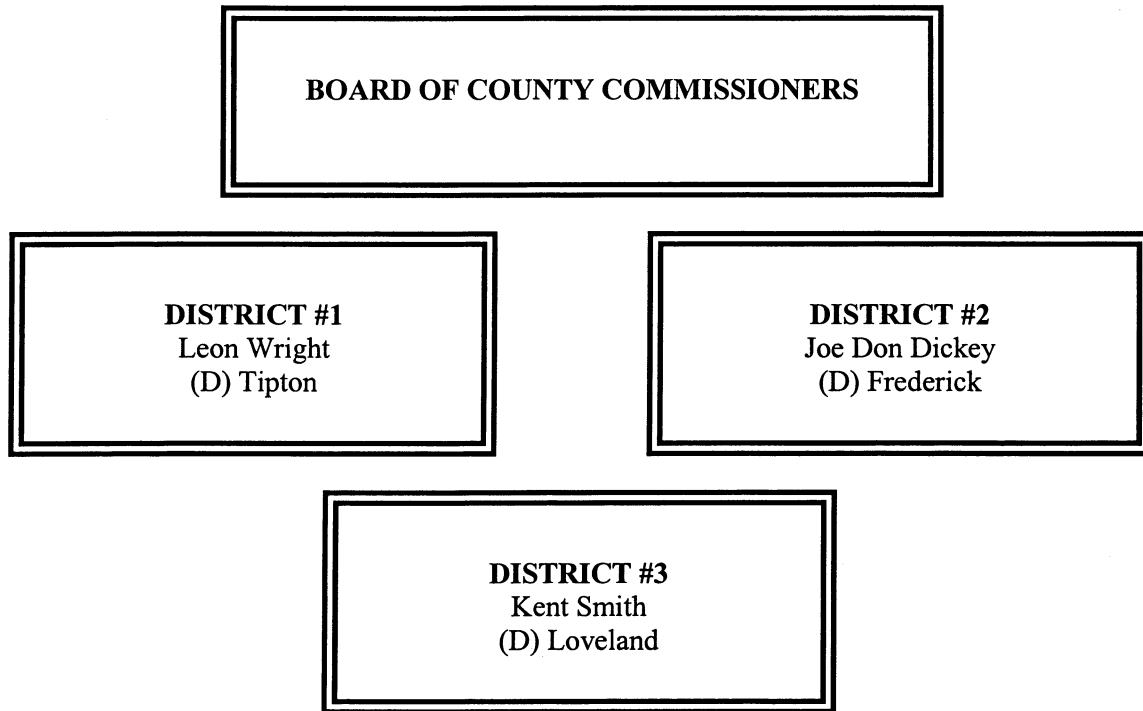 BOARD OF COUNTY COMMISSIONERS
DISTRICT #1
Leon Wright
(D) Tipton
DISTRICT #2
Joe Don Dickey
(D) Frederick
DISTRICT #3
Kent Smith
(D) Loveland